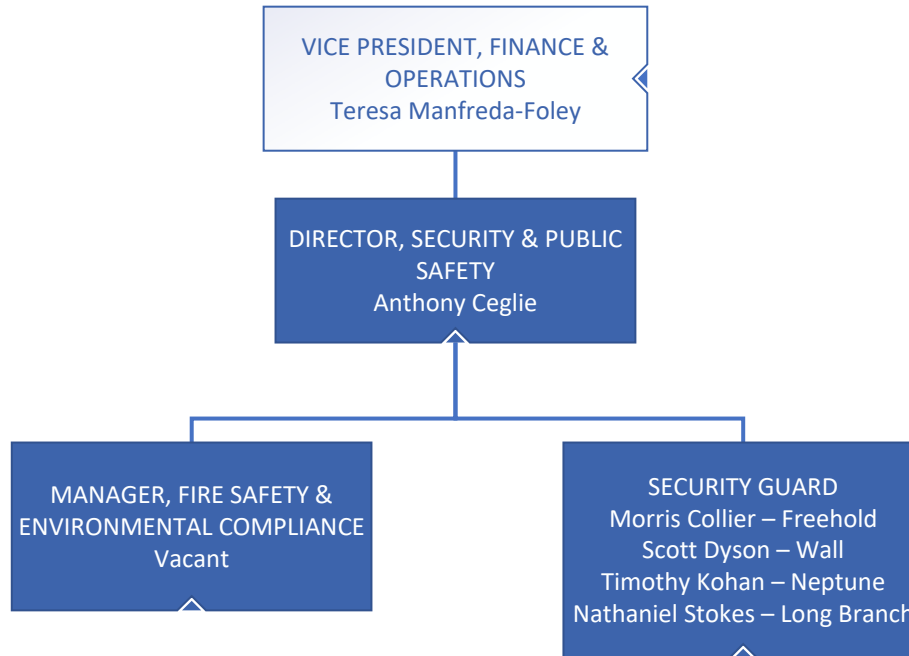 VICE PRESIDENT, FINANCE &
OPERATIONS
Teresa Manfreda-Foley
DIRECTOR, SECURITY & PUBLIC
SAFETY
Anthony Ceglie
MANAGER, FIRE SAFETY &
ENVIRONMENTAL COMPLIANCE
Vacant
SECURITY GUARD
Morris Collier – Freehold
Scott Dyson – Wall
Timothy Kohan – Neptune
Nathaniel Stokes – Long Branch